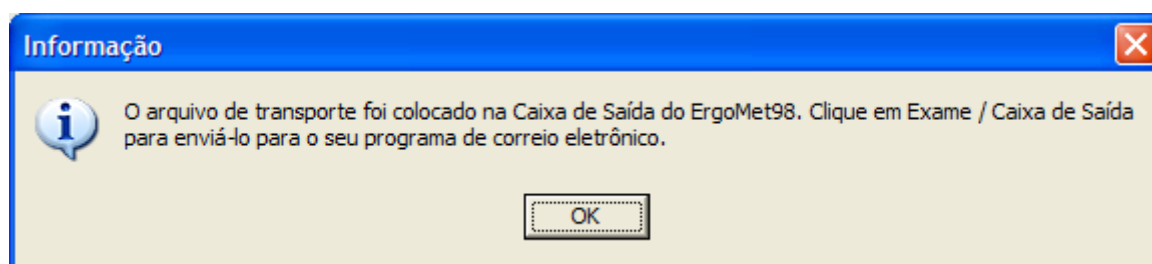 Informação
O arquivo de transporte foi colocado na Caixa de Saída do ErgoMet98. Clique em Exame / Caixa de Saída
para enviá-lo para o seu programa de correio eletrônico.
OK